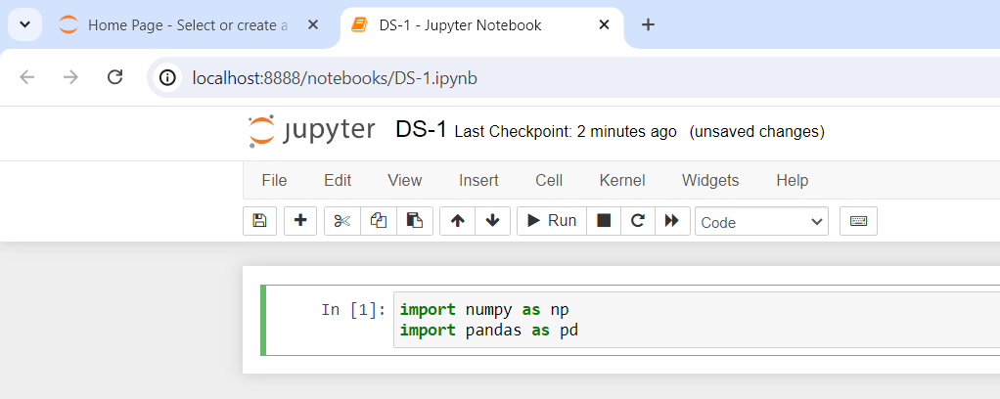 Home Page - Select or create a
DS-1 - Jupyter Notebook
localhost:8888/notebooks/DS-1.ipynb
jupyter DS-1 Last Checkpoint: 2 minutes ago (unsaved changes)
File Edit View Insert Cell Kernel Widgets Help
Run Code
In [1]: import numpy as np
import pandas as pd